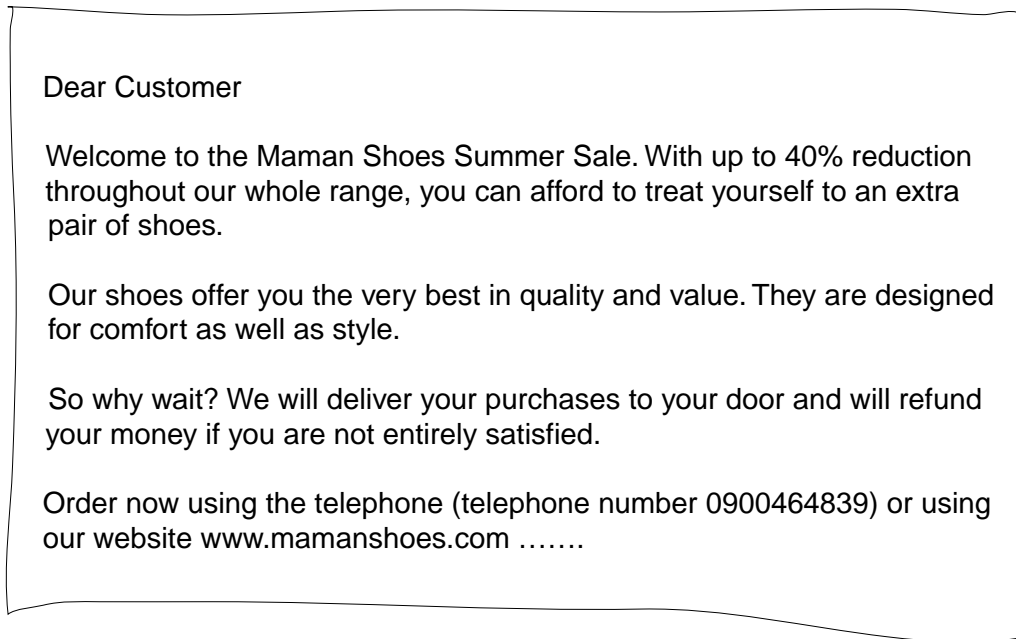 Dear Customer
Welcome to the Maman Shoes Summer Sale. With up to 40% reduction
throughout our whole range, you can afford to treat yourself to an extra
pair of shoes.
Our shoes offer you the very best in quality and value. They are designed
for comfort as well as style.
So why wait? We will deliver your purchases to your door and will refund
your money if you are not entirely satisfied.
Order now using the telephone (telephone number 0900464839) or using
our website www.mamanshoes.com …….